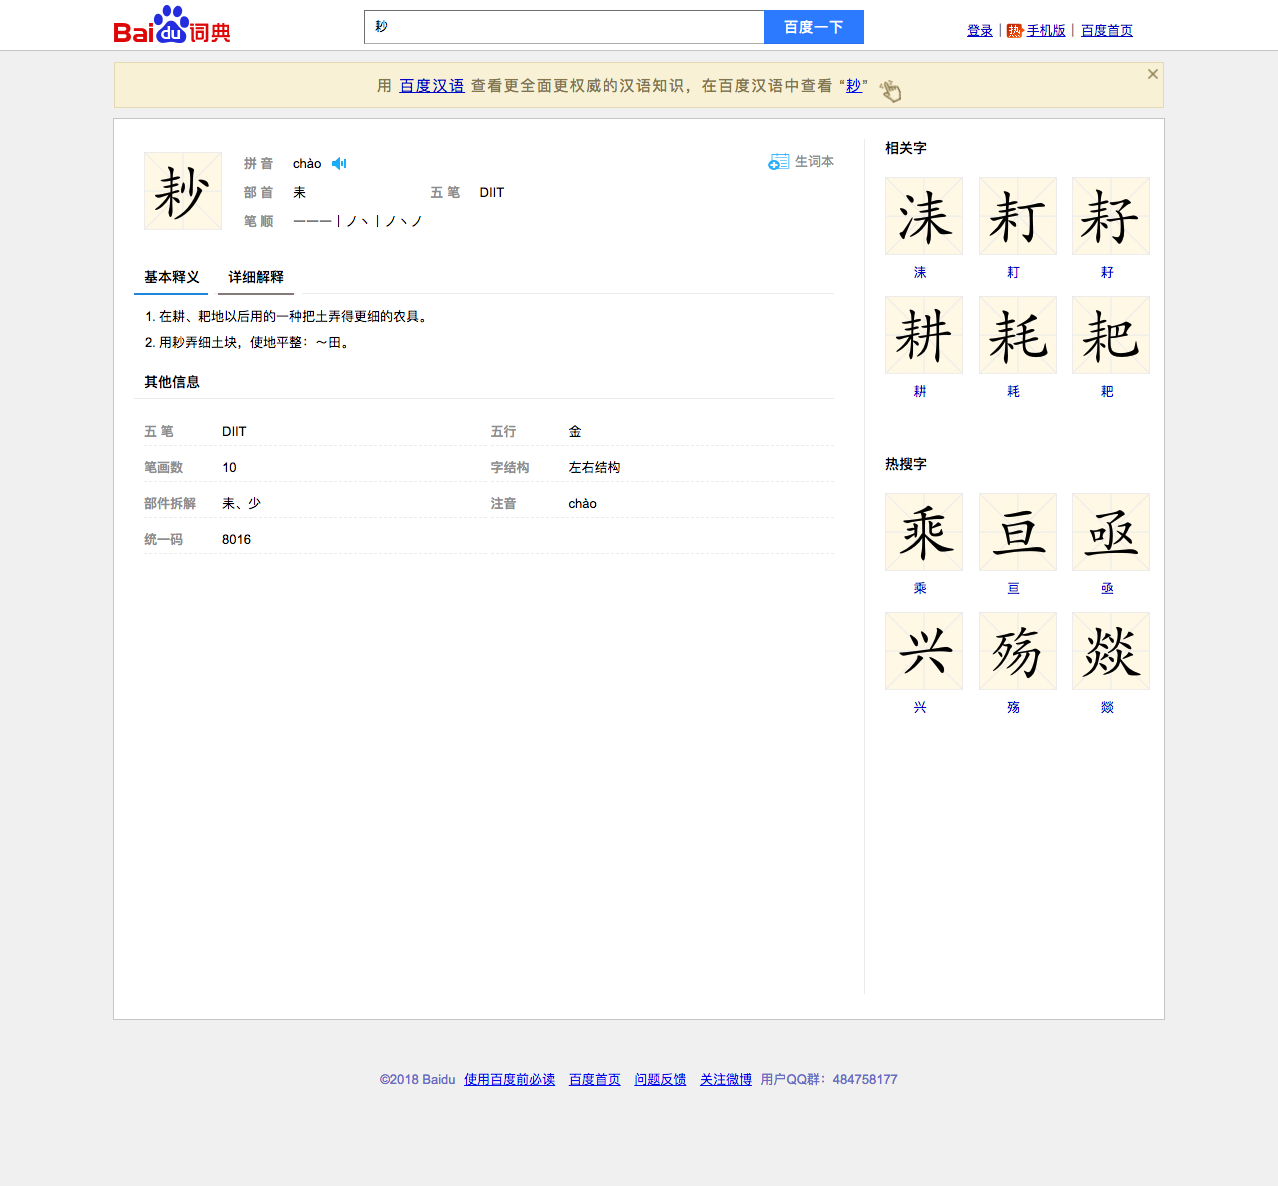 Baidu词典
耖
百度一下
登录 | 热 手机版 | 百度首页
用 百度汉语 查看更全面更权威的汉语知识，在百度汉语中查看 “耖”
耖
拼 音 chào
生词本
部 首 耒 五 笔 DIIT
笔 顺 一一一丨ノ丶丨ノ丶ノ
基本释义 详细解释
1. 在耕、耙地以后用的一种把土弄得更细的农具。
2. 用耖弄细土块，使地平整：～田。
其他信息
五 笔 DIIT 五行 金
笔画数 10 字结构 左右结构
部件拆解 耒、少 注音 chào
统一码 8016
相关字
耒 耓 耔
耒 耓 耔
耕 耗 耙
耕 耗 耙
热搜字
乘 亘 亟
乘 亘 亟
兴 殇 燚
兴 殇 燚
©2018 Baidu 使用百度前必读 百度首页 问题反馈 关注微博 用户QQ群：484758177